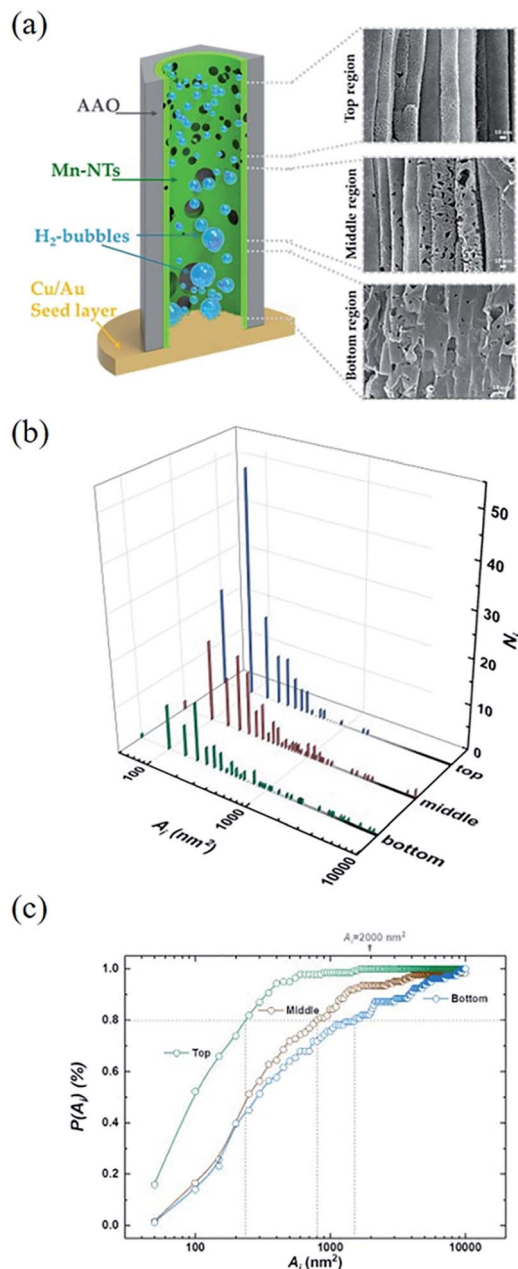 (a)
AAO
Mn-NTs
H₂-bubbles
Cu/Au
Seed layer
Top region
Middle region
Bottom region
(b)
50
40
30
20
10
0
Nᵢ
top
middle
bottom
100
1000
10000
Aᵢ (nm²)
(c)
Aᵢ=2000 nm²
1.0
0.8
0.6
0.4
0.2
0.0
P(Aᵢ) (%)
Top
Middle
Bottom
100
1000
10000
Aᵢ (nm²)